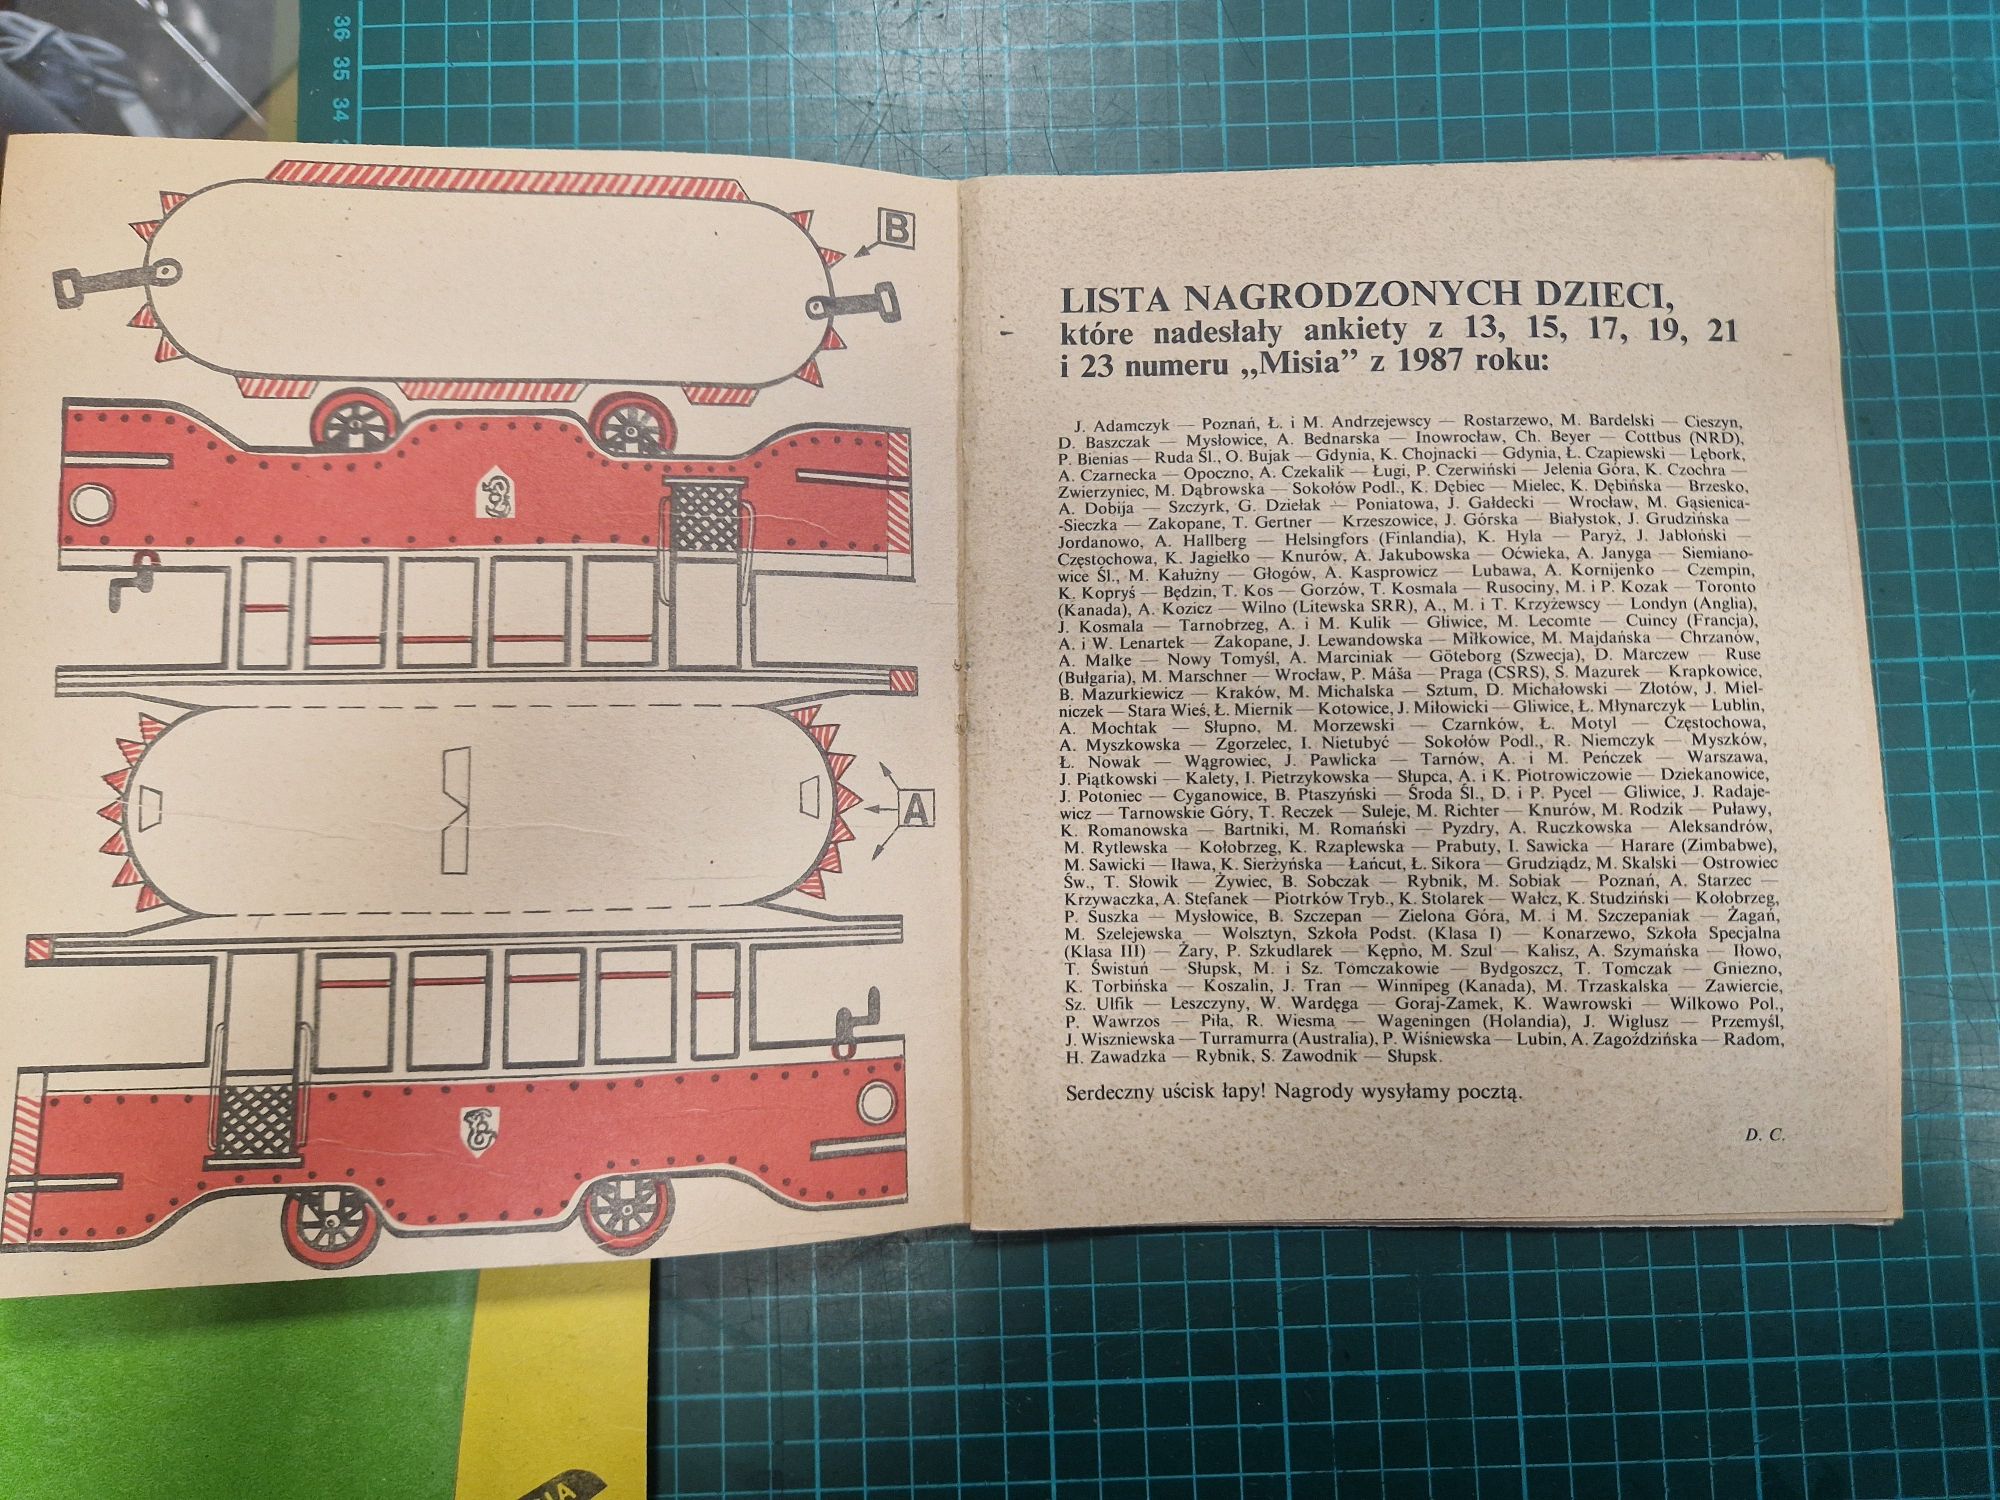 36
35
34
B
A
LISTA NAGRODZONYCH DZIECI,
które nadesłały ankiety z 13, 15, 17, 19, 21
i 23 numeru „Misia” z 1987 roku:
J. Adamczyk — Poznań, Ł. i M. Andrzejewscy — Rostarzewo, M. Bardelski — Cieszyn,
D. Baszczak — Mysłowice, A. Bednarska — Inowrocław, Ch. Beyer — Cottbus (NRD),
P. Bienias — Ruda Śl., O. Bujak — Gdynia, K. Chojnacki — Gdynia, Ł. Czapiewski — Lębork,
A. Czarnecka — Opoczno, A. Czekalik — Ługi, P. Czerwiński — Jelenia Góra, K. Czochra —
Zwierzyniec, M. Dąbrowska — Sokołów Podl., K. Dębiec — Mielec, K. Dębińska — Brzesko,
A. Dobija — Szczyrk, G. Dziełak — Poniatowa, J. Gałdecki — Wrocław, M. Gąsienica-
-Sieczka — Zakopane, T. Gertner — Krzeszowice, J. Górska — Białystok, J. Grudzińska —
Jordanowo, A. Hallberg — Helsingfors (Finlandia), K. Hyla — Paryż, J. Jabłoński —
Częstochowa, K. Jagiełko — Knurów, A. Jakubowska — Oćwieka, A. Janyga — Siemiano-
wice Śl., M. Kałużny — Głogów, A. Kasprowicz — Lubawa, A. Kornijenko — Czempin,
K. Kopryś — Będzin, T. Kos — Gorzów, T. Kosmala — Rusociny, M. i P. Kozak — Toronto
(Kanada), A. Kozicz — Wilno (Litewska SRR), A., M. i T. Krzyżewscy — Londyn (Anglia),
J. Kosmala — Tarnobrzeg, A. i M. Kulik — Gliwice, M. Lecomte — Cuincy (Francja),
A. i W. Lenartek — Zakopane, J. Lewandowska — Miłkowice, M. Majdańska — Chrzanów,
A. Malke — Nowy Tomyśl, A. Marciniak — Göteborg (Szwecja), D. Marczew — Ruse
(Bułgaria), M. Marschner — Wrocław, P. Máša — Praga (CSRS), S. Mazurek — Krapkowice,
B. Mazurkiewicz — Kraków, M. Michalska — Sztum, D. Michałowski — Złotów, J. Miel-
niczek — Stara Wieś, Ł. Miernik — Kotowice, J. Miłowicki — Gliwice, Ł. Młynarczyk — Lublin,
A. Mochtak — Słupno, M. Morzewski — Czarnków, Ł. Motyl — Częstochowa,
A. Myszkowska — Zgorzelec, I. Nietubyć — Sokołów Podl., R. Niemczyk — Myszków,
Ł. Nowak — Wągrowiec, J. Pawlicka — Tarnów, A. i M. Peńczek — Warszawa,
J. Piątkowski — Kalety, I. Pietrzykowska — Słupca, A. i K. Piotrowiczowie — Dziekanowice,
J. Potoniec — Cyganowice, B. Ptaszyński — Środa Śl., D. i P. Pycel — Gliwice, J. Radaje-
wicz — Tarnowskie Góry, T. Reczek — Suleje, M. Richter — Knurów, M. Rodzik — Puławy,
K. Romanowska — Bartniki, M. Romański — Pyzdry, A. Ruczkowska — Aleksandrów,
M. Rytlewska — Kołobrzeg, K. Rzaplewska — Prabuty, I. Sawicka — Harare (Zimbabwe),
M. Sawicki — Iława, K. Sierżyńska — Łańcut, Ł. Sikora — Grudziądz, M. Skalski — Ostrowiec
Św., T. Słowik — Żywiec, B. Sobczak — Rybnik, M. Sobiak — Poznań, A. Starzec —
Krzywaczka, A. Stefanek — Piotrków Tryb., K. Stolarek — Wałcz, K. Studziński — Kołobrzeg,
P. Suszka — Mysłowice, B. Szczepan — Zielona Góra, M. i M. Szczepaniak — Żagań,
M. Szelejewska — Wolsztyn, Szkoła Podst. (Klasa I) — Konarzewo, Szkoła Specjalna
(Klasa III) — Żary, P. Szkudlarek — Kępno, M. Szul — Kalisz, A. Szymańska — Iłowo,
T. Świstuń — Słupsk, M. i Sz. Tomczakowie — Bydgoszcz, T. Tomczak — Gniezno,
K. Torbińska — Koszalin, J. Tran — Winnipeg (Kanada), M. Trzaskalska — Zawiercie,
Sz. Ulfik — Leszczyny, W. Wardęga — Goraj-Zamek, K. Wawrowski — Wilkowo Pol.,
P. Wawrzos — Piła, R. Wiesma — Wageningen (Holandia), J. Wiglusz — Przemyśl,
J. Wiszniewska — Turramurra (Australia), P. Wiśniewska — Lubin, A. Zagoździńska — Radom,
H. Zawadzka — Rybnik, S. Zawodnik — Słupsk.
Serdeczny uścisk łapy! Nagrody wysyłamy pocztą.
D. C.